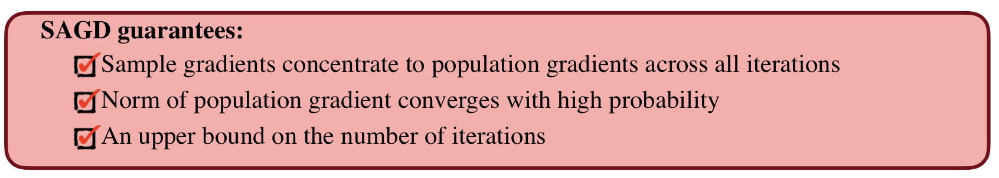 SAGD guarantees:
Sample gradients concentrate to population gradients across all iterations
Norm of population gradient converges with high probability
An upper bound on the number of iterations